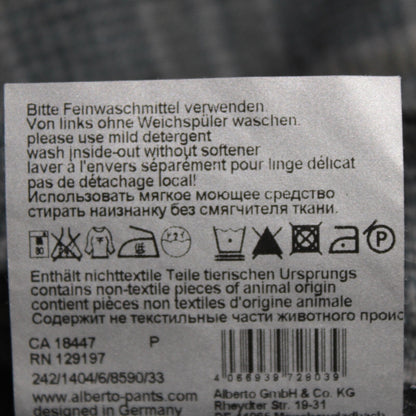 Bitte Feinwaschmittel verwenden.
Von links ohne Weichspüler waschen.
please use mild detergent
wash inside-out without softener
laver à l'envers séparément pour linge délicat
pas de détachage local!
Использовать мягкое моющее средство
стирать наизнанку без смягчителя ткани.
P
Enthält nichttextile Teile tierischen Ursprungs
contains non-textile pieces of animal origin
contient pièces non textiles d'origine animale
Содержит не текстильные части животного проис
CA 18447 P
RN 129197
242/1404/6/8590/33
4 066939 728039
www.alberto-pants.com
designed in Germany
Alberto GmbH & Co. KG
Rheydter Str. 19-31